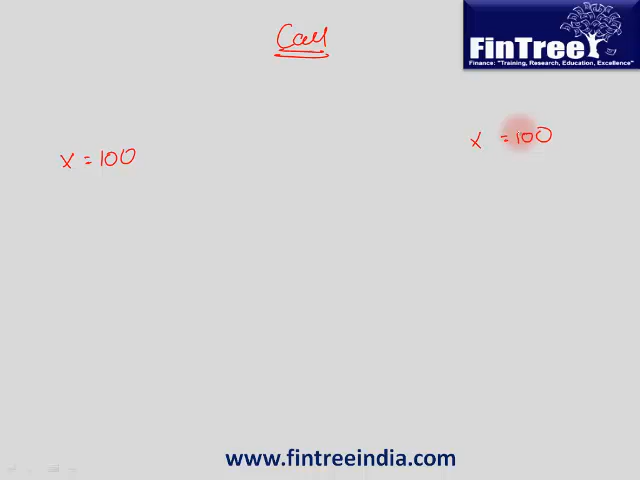 Call
FinTree
Finance: "Training, Research, Education, Excellence"
x = 100
x = 100
www.fintreeindia.com